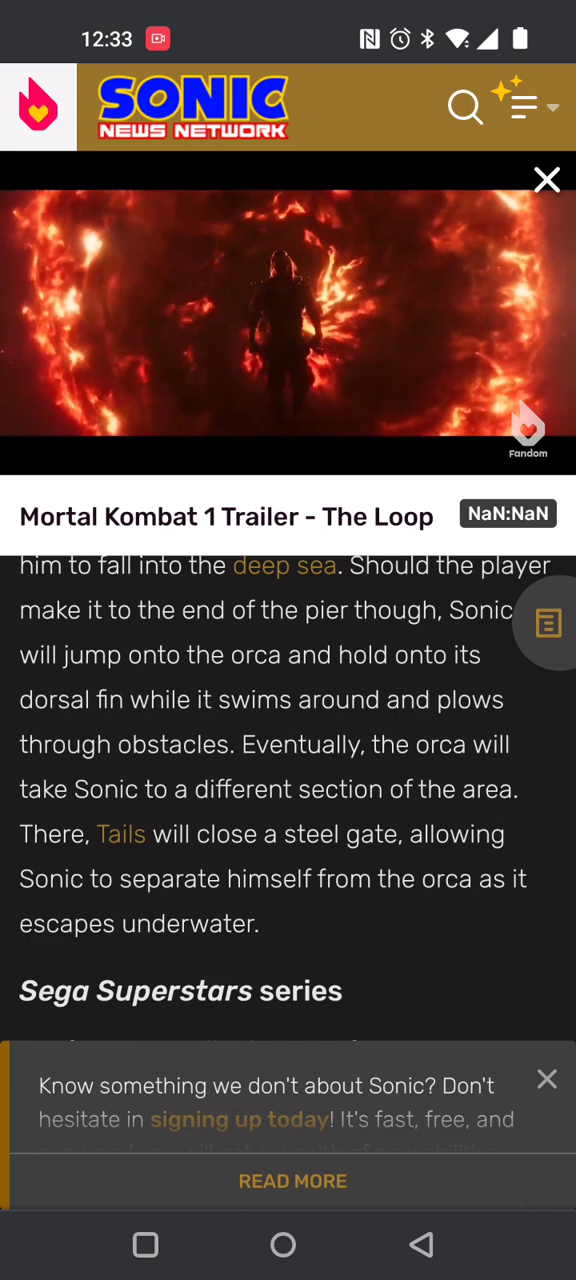 12:33
SONIC
NEWS NETWORK
Fandom
Mortal Kombat 1 Trailer - The Loop
NaN:NaN
him to fall into the deep sea. Should the player
make it to the end of the pier though, Sonic
will jump onto the orca and hold onto its
dorsal fin while it swims around and plows
through obstacles. Eventually, the orca will
take Sonic to a different section of the area.
There, Tails will close a steel gate, allowing
Sonic to separate himself from the orca as it
escapes underwater.
Sega Superstars series
Know something we don't about Sonic? Don't
hesitate in signing up today! It's fast, free, and
READ MORE